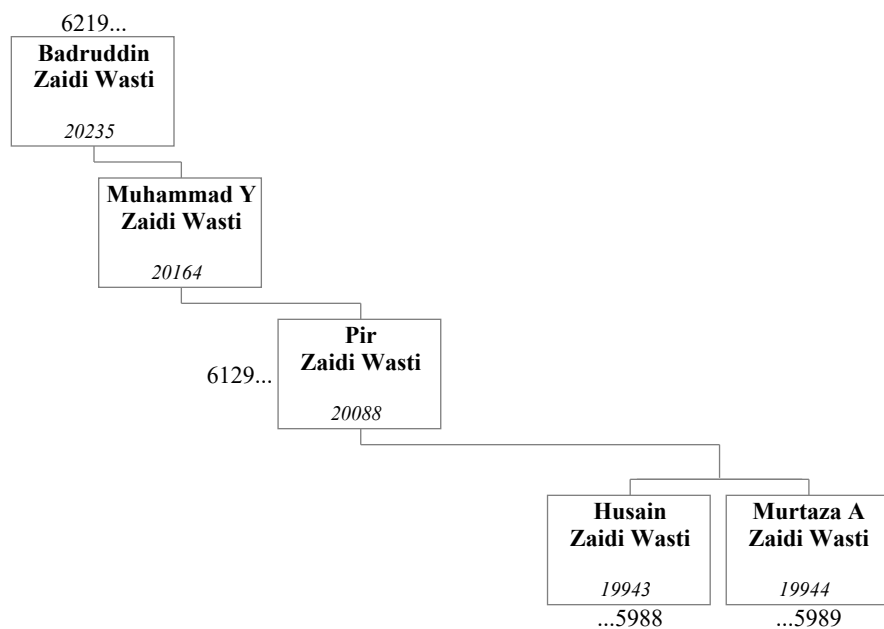 6219...
Badruddin
Zaidi Wasti
20235
Muhammad Y
Zaidi Wasti
20164
Pir
Zaidi Wasti
6129...
20088
Husain
Zaidi Wasti
19943
...5988
Murtaza A
Zaidi Wasti
19944
...5989